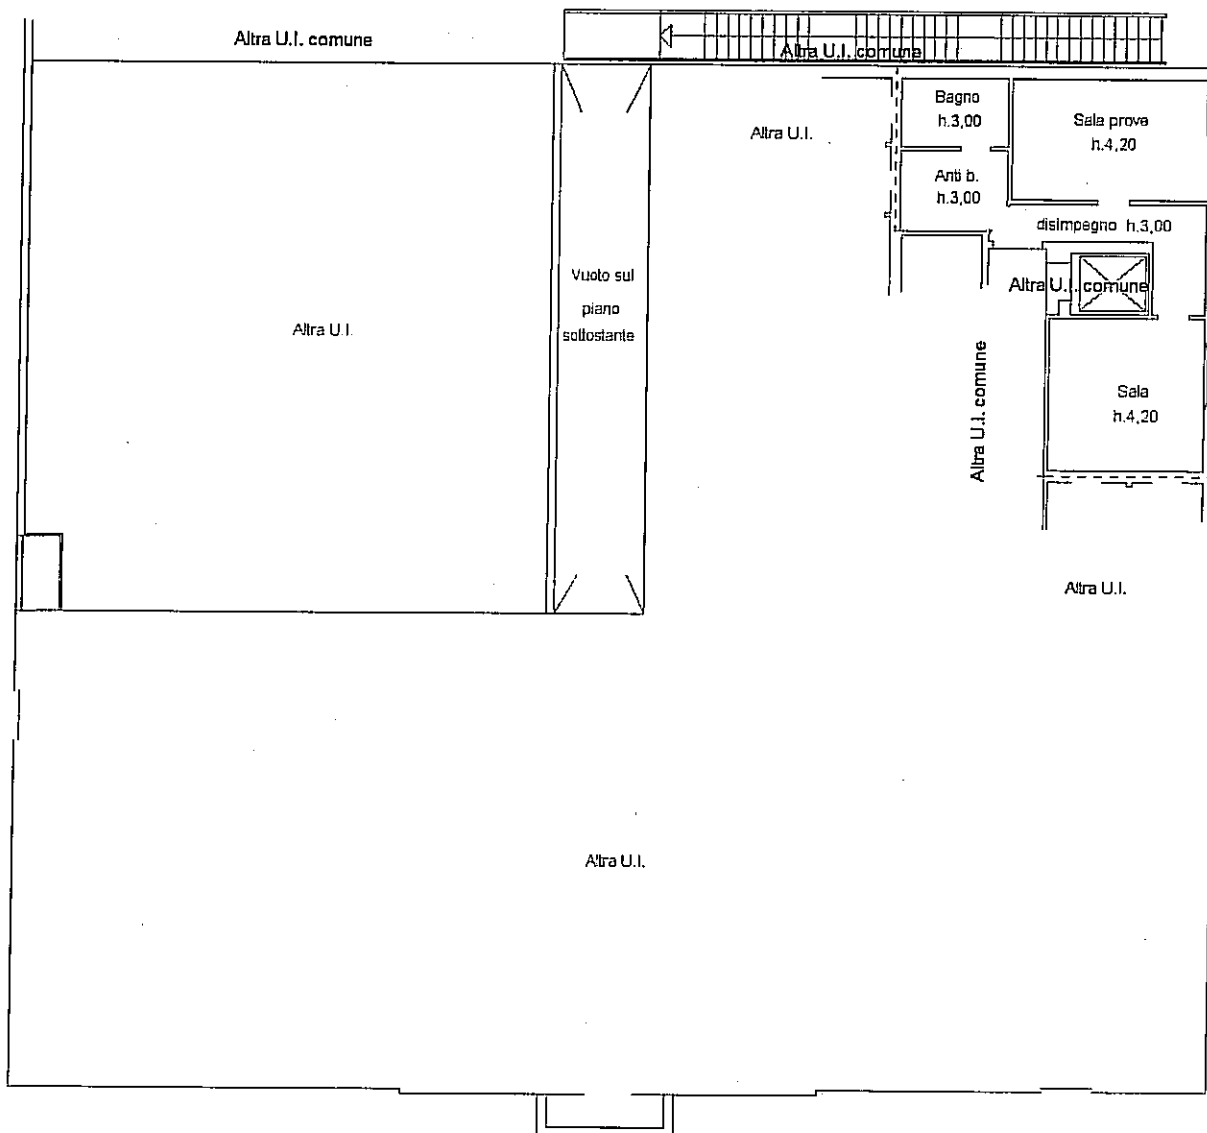 Altra U.I. comune
Altra U.I. comune
Bagno
h.3,00
Sala prove
h.4,20
Altra U.I.
Anti b.
h.3,00
disimpegno h.3,00
Vuoto sul
piano
sottostante
Altra U.I. comune
Altra U.I.
Altra U.I. comune
Sala
h.4,20
Altra U.I.
Altra U.I.